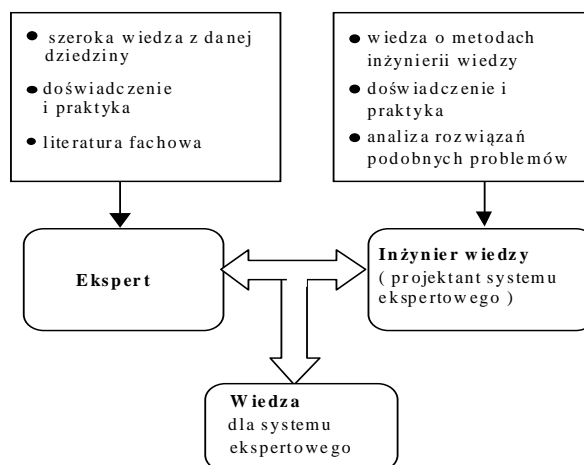 ● szeroka wiedza z danej
dziedziny
● doświadczenie
i praktyka
● literatura fachowa
● wiedza o metodach
inżynierii wiedzy
● doświadczenie i
praktyka
● analiza rozwiązań
podobnych problemów
Ekspert
Inżynier wiedzy
( projektant systemu
ekspertowego )
Wiedza
dla systemu
ekspertowego